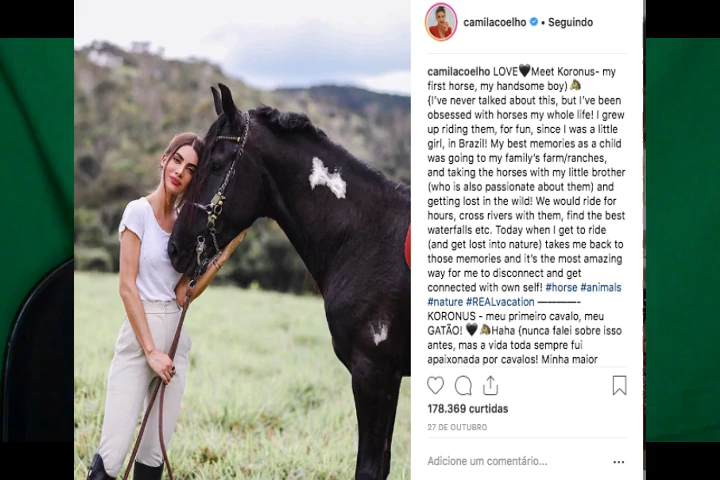 camilacoelho • Seguindo
camilacoelho LOVE🖤Meet Koronus- my
first horse, my handsome boy)🐴
{I've never talked about this, but I've been
obsessed with horses my whole life! I grew
up riding them, for fun, since I was a little
girl, in Brazil! My best memories as a child
was going to my family's farm/ranches,
and taking the horses with my little brother
(who is also passionate about them) and
getting lost in the wild! We would ride for
hours, cross rivers with them, find the best
waterfalls etc. Today when I get to ride
(and get lost into nature) takes me back to
those memories and it's the most amazing
way for me to disconnect and get
connected with own self! #horse #animals
#nature #REALvacation —————-
KORONUS - meu primeiro cavalo, meu
GATÃO! 🖤🐴Haha {nunca falei sobre isso
antes, mas a vida toda sempre fui
apaixonada por cavalos! Minha maior
178.369 curtidas
27 DE OUTUBRO
Adicione um comentário...